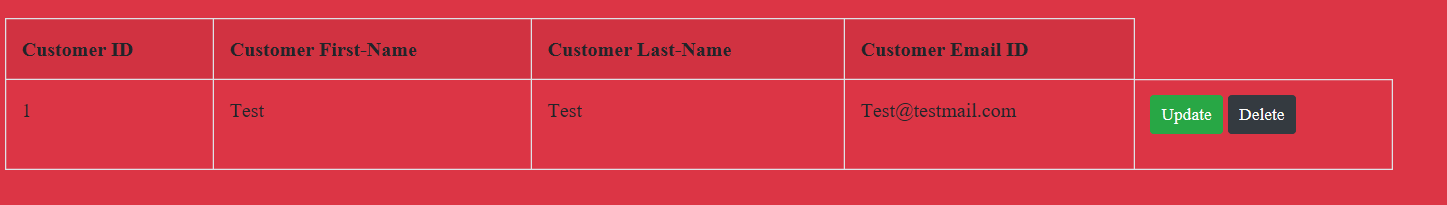 Customer ID Customer First-Name Customer Last-Name Customer Email ID
1 Test Test Test@testmail.com Update Delete